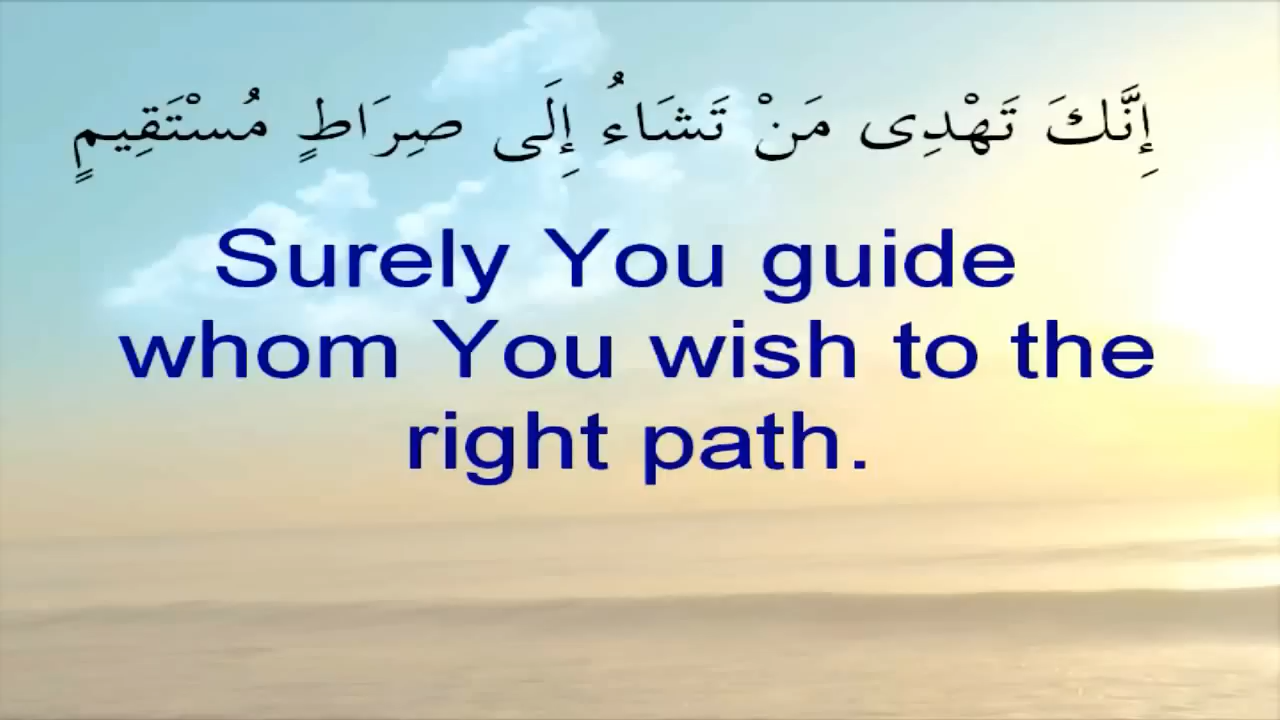 إِنَّكَ تَهْدِى مَنْ تَشَاءُ إِلَى صِرَاطٍ مُسْتَقِيمٍ
Surely You guide
whom You wish to the
right path.